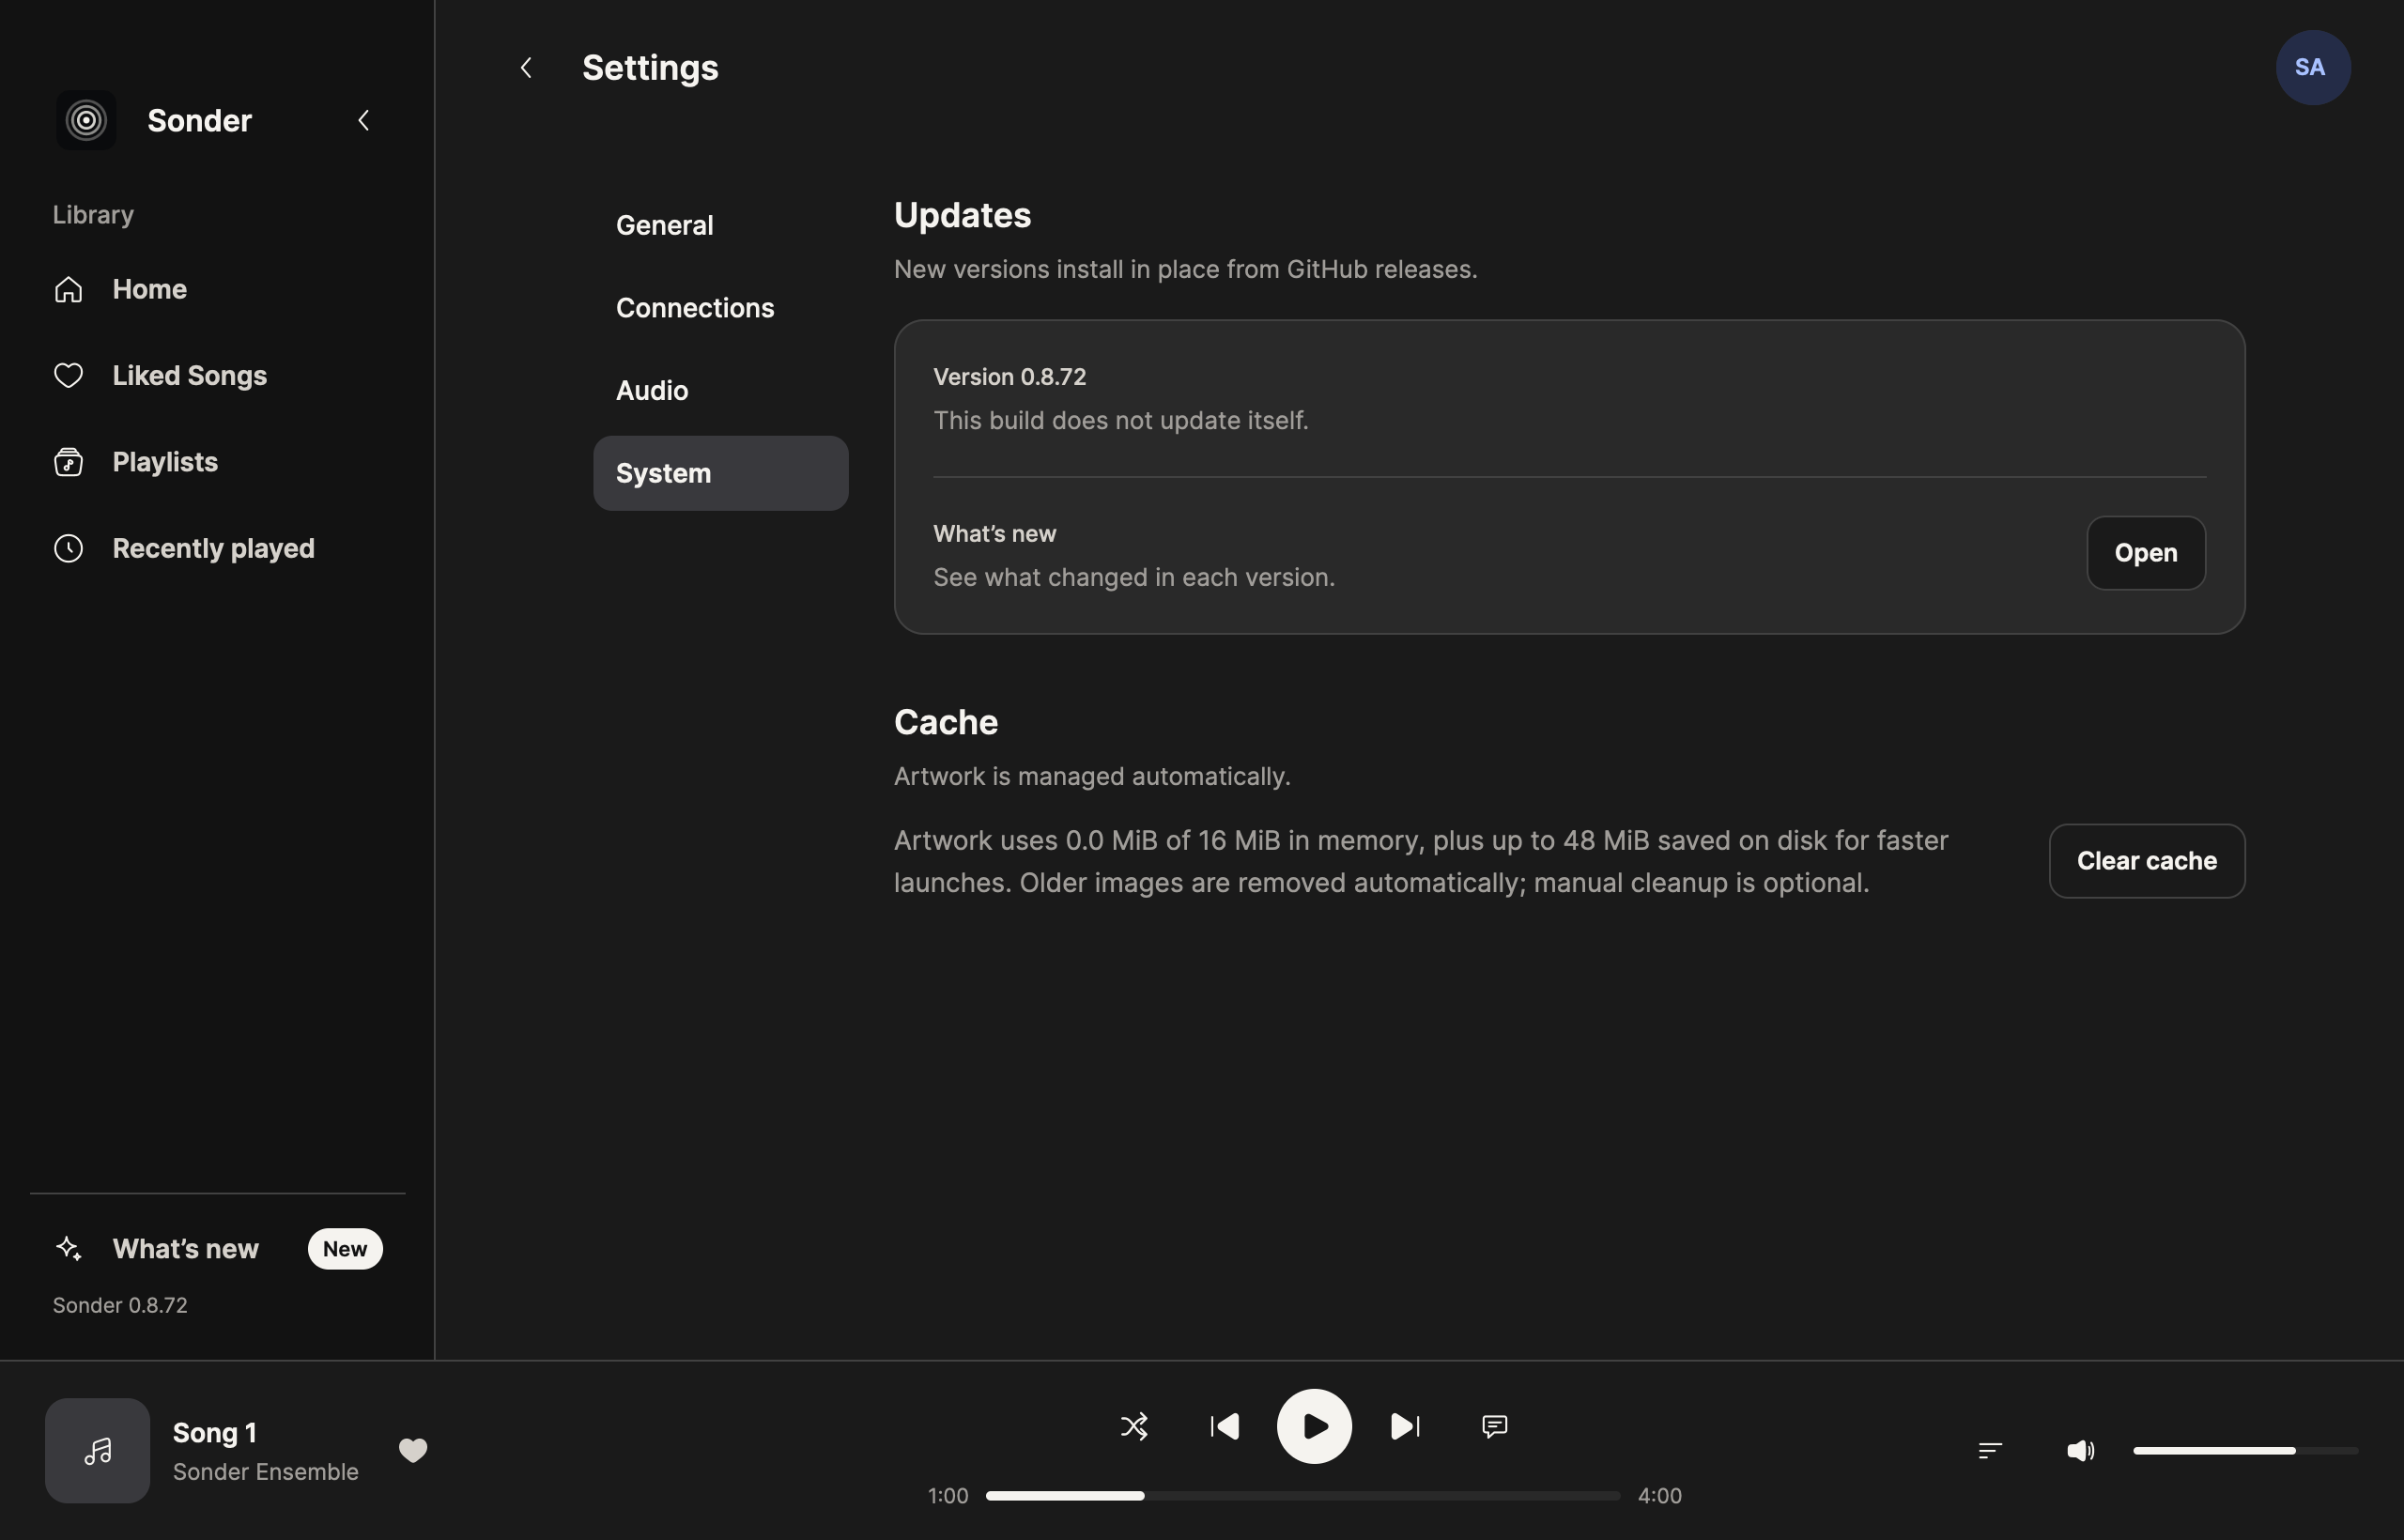 Sonder
Library
Home
Liked Songs
Playlists
Recently played
What’s new
New
Sonder 0.8.72
Settings
SA
General
Connections
Audio
System
Updates
New versions install in place from GitHub releases.
Version 0.8.72
This build does not update itself.
What’s new
See what changed in each version.
Open
Cache
Artwork is managed automatically.
Artwork uses 0.0 MiB of 16 MiB in memory, plus up to 48 MiB saved on disk for faster
launches. Older images are removed automatically; manual cleanup is optional.
Clear cache
Song 1
Sonder Ensemble
1:00
4:00